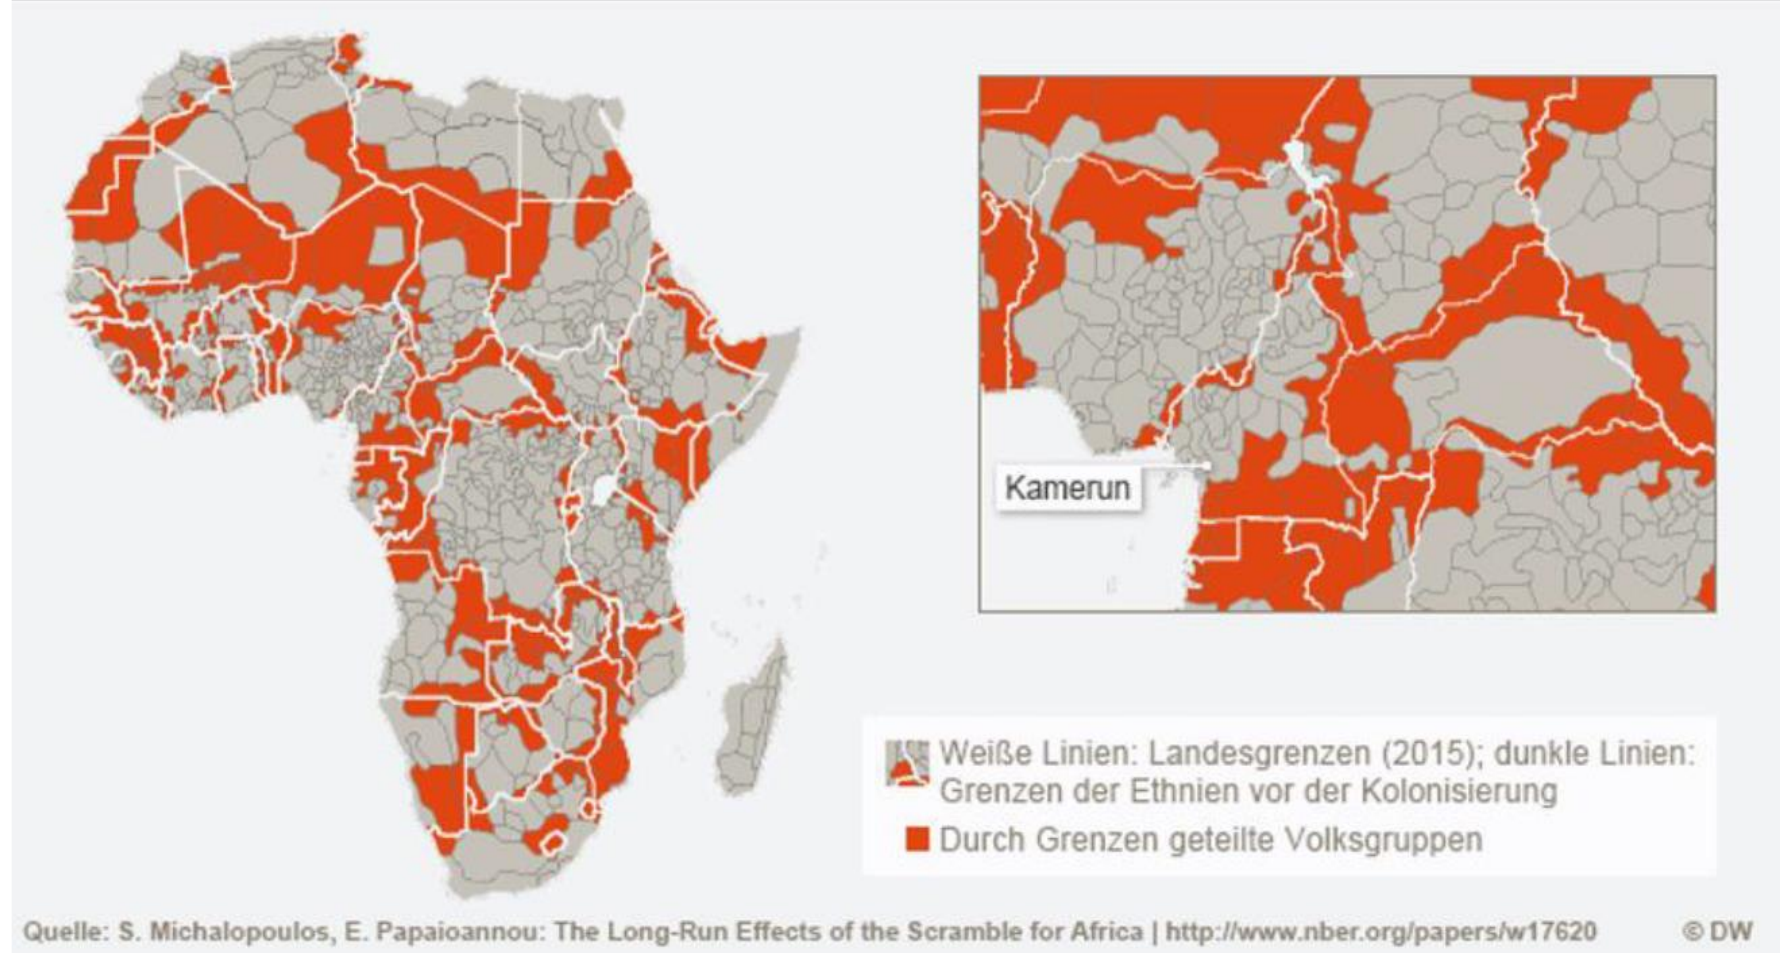 Kamerun
Weiße Linien: Landesgrenzen (2015); dunkle Linien:
Grenzen der Ethnien vor der Kolonisierung
Durch Grenzen geteilte Volksgruppen
Quelle: S. Michalopoulos, E. Papaioannou: The Long-Run Effects of the Scramble for Africa | http://www.nber.org/papers/w17620 © DW